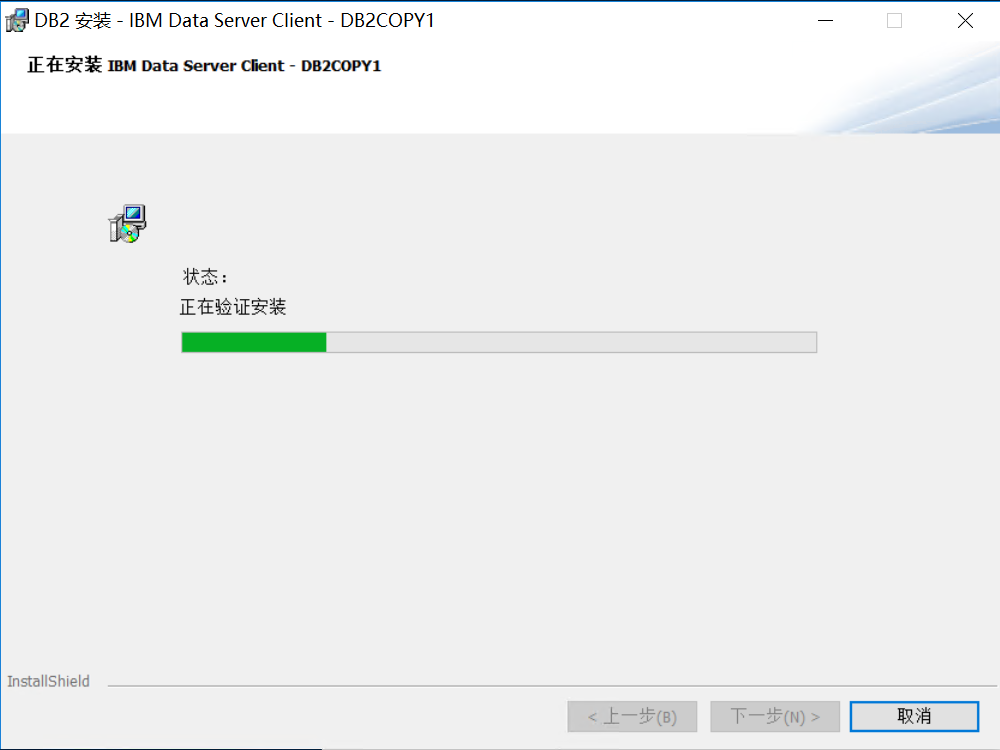 DB2 安装 - IBM Data Server Client - DB2COPY1
正在安装 IBM Data Server Client - DB2COPY1
状态：
正在验证安装
InstallShield
< 上一步(B)
下一步(N) >
取消